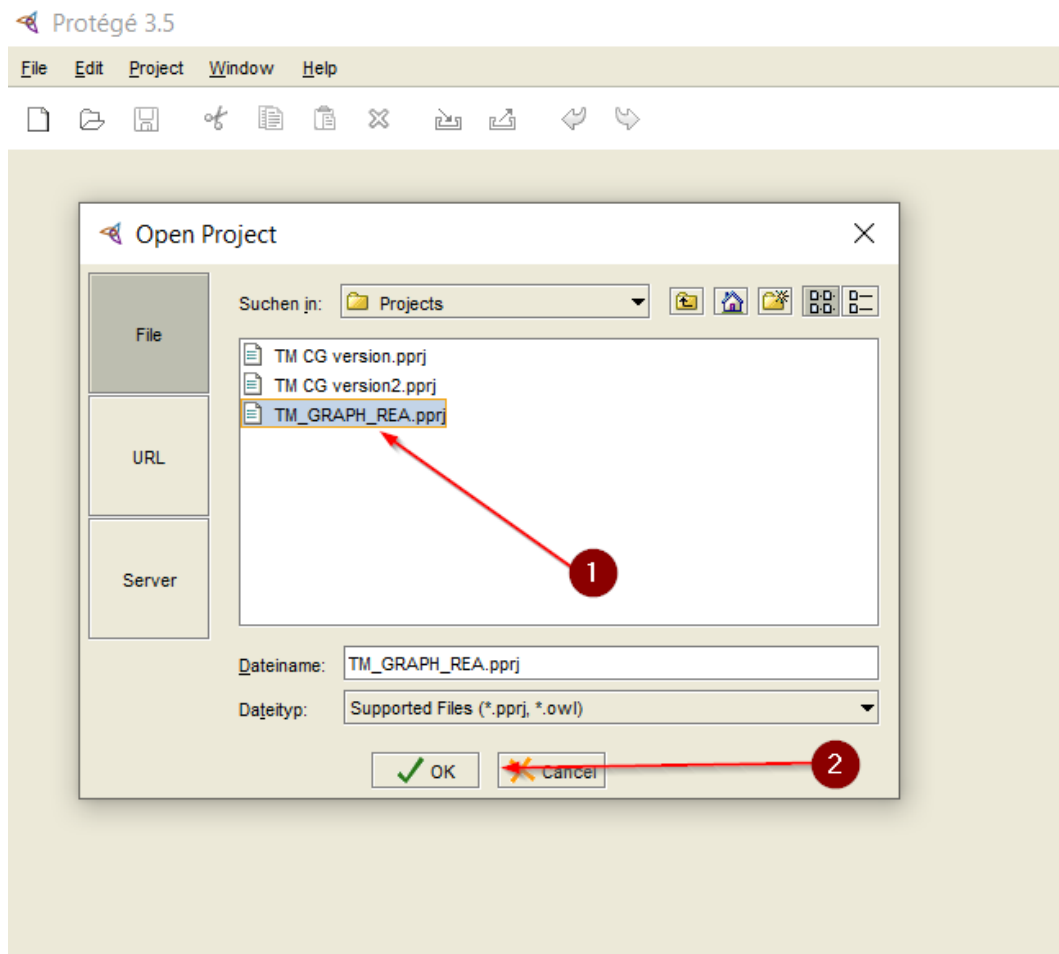 Protégé 3.5
File Edit Project Window Help
Open Project
File
Suchen in: Projects
TM CG version.pprj
TM CG version2.pprj
TM_GRAPH_REA.pprj
URL
1
Server
Dateiname: TM_GRAPH_REA.pprj
Dateityp: Supported Files (*.pprj, *.owl)
OK Cancel 2